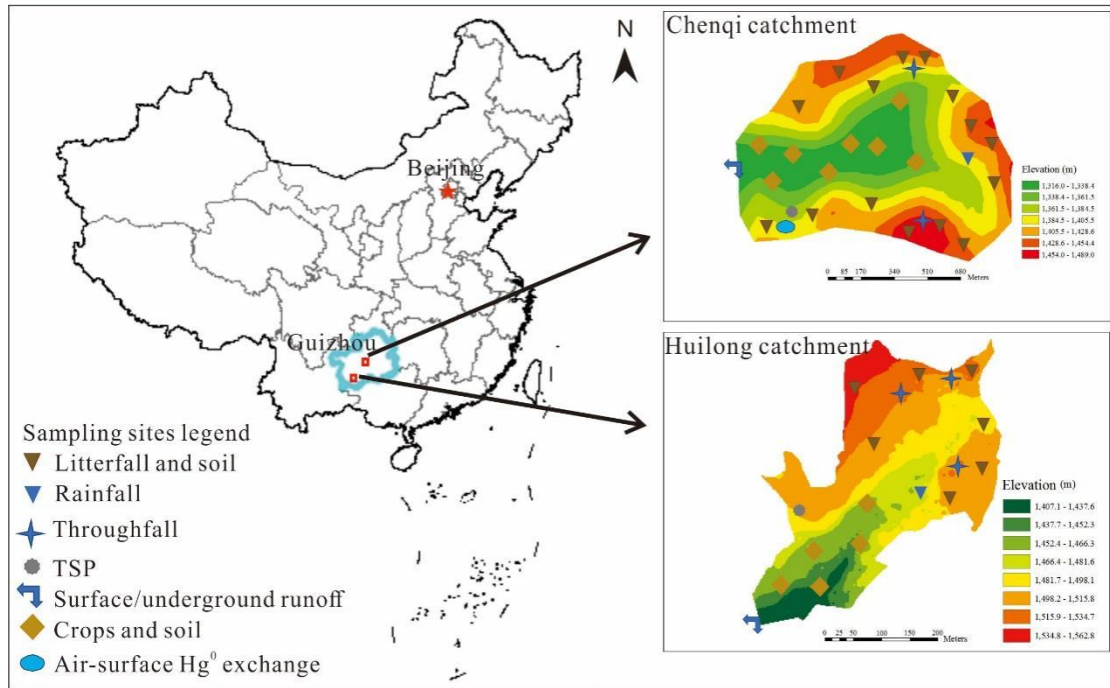 N
Beijing
Guizhou
Sampling sites legend
Litterfall and soil
Rainfall
Throughfall
TSP
Surface/underground runoff
Crops and soil
Air-surface Hg⁰ exchange
Chenqi catchment
Elevation (m)
1,316.0 - 1,338.4
1,338.4 - 1,361.5
1,361.5 - 1,384.5
1,384.5 - 1,405.5
1,405.5 - 1,428.6
1,428.6 - 1,454.4
1,454.0 - 1,489.0
0 85 170 340 510 680
Meters
Huilong catchment
Elevation (m)
1,407.1 - 1,437.6
1,437.7 - 1,452.3
1,452.4 - 1,466.3
1,466.4 - 1,481.6
1,481.7 - 1,498.1
1,498.2 - 1,515.8
1,515.9 - 1,534.7
1,534.8 - 1,562.8
0 25 50 100 150 200
Meters